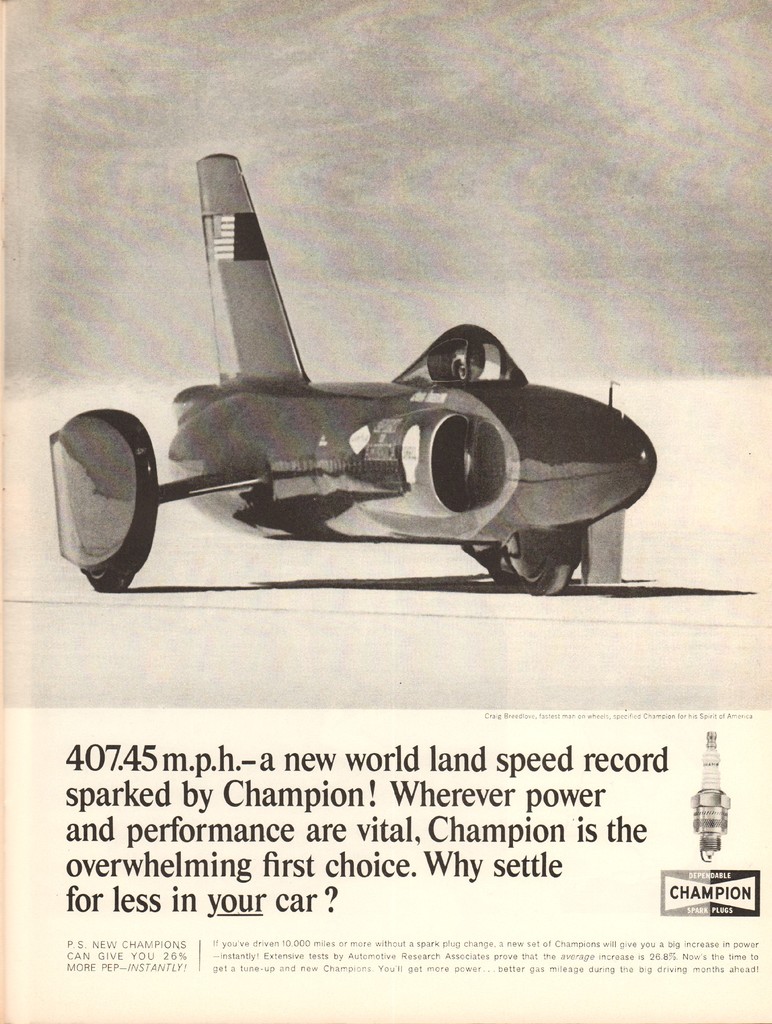 Craig Breedlove, fastest man on wheels, specified Champion for his Spirit of America
407.45 m.p.h.–a new world land speed record
sparked by Champion! Wherever power
and performance are vital, Champion is the
overwhelming first choice. Why settle
for less in your car?
DEPENDABLE
CHAMPION
SPARK PLUGS
P.S. NEW CHAMPIONS
CAN GIVE YOU 26%
MORE PEP—INSTANTLY!
If you've driven 10,000 miles or more without a spark plug change, a new set of Champions will give you a big increase in power
—instantly! Extensive tests by Automotive Research Associates prove that the average increase is 26.8%. Now's the time to
get a tune-up and new Champions. You'll get more power...better gas mileage during the big driving months ahead!